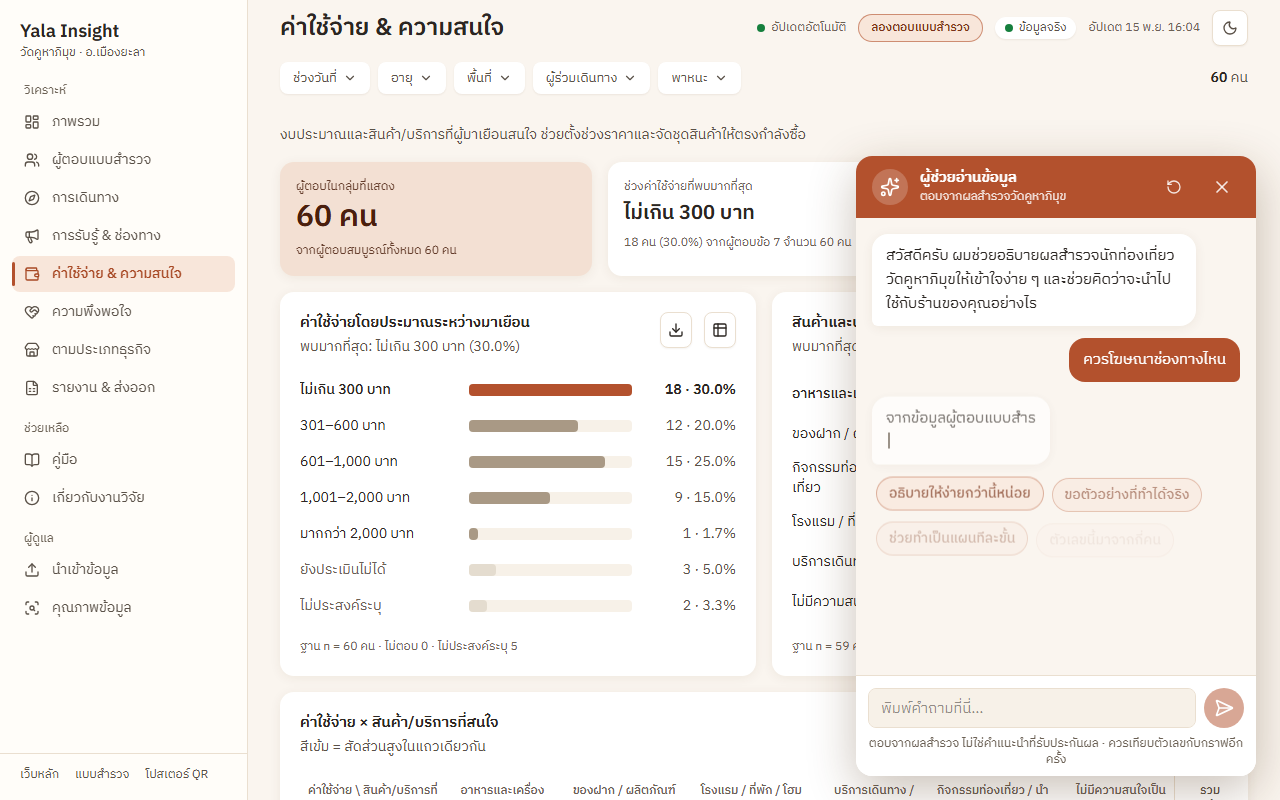 Yala Insight
วัดคูหาภิมุข · อ.เมืองยะลา
วิเคราะห์
ภาพรวม
ผู้ตอบแบบสำรวจ
การเดินทาง
การรับรู้ & ช่องทาง
ค่าใช้จ่าย & ความสนใจ
ความพึงพอใจ
ตามประเภทธุรกิจ
รายงาน & ส่งออก
ช่วยเหลือ
คู่มือ
เกี่ยวกับงานวิจัย
ผู้ดูแล
นำเข้าข้อมูล
คุณภาพข้อมูล
เว็บหลัก แบบสำรวจ โปสเตอร์ QR
ค่าใช้จ่าย & ความสนใจ
อัปเดตอัตโนมัติ ลองตอบแบบสำรวจ ข้อมูลจริง อัปเดต 15 พ.ย. 16:04
ช่วงวันที่ อายุ พื้นที่ ผู้ร่วมเดินทาง พาหนะ 60 คน
งบประมาณและสินค้า/บริการที่ผู้มาเยือนสนใจ ช่วยตั้งช่วงราคาและจัดชุดสินค้าให้ตรงกำลังซื้อ
ผู้ตอบในกลุ่มที่แสดง
60 คน
จากผู้ตอบสมบูรณ์ทั้งหมด 60 คน
ช่วงค่าใช้จ่ายที่พบมากที่สุด
ไม่เกิน 300 บาท
18 คน (30.0%) จากผู้ตอบข้อ 7 จำนวน 60 คน
ค่าใช้จ่ายโดยประมาณระหว่างมาเยือน
พบมากที่สุด: ไม่เกิน 300 บาท (30.0%)
ไม่เกิน 300 บาท 18 · 30.0%
301–600 บาท 12 · 20.0%
601–1,000 บาท 15 · 25.0%
1,001–2,000 บาท 9 · 15.0%
มากกว่า 2,000 บาท 1 · 1.7%
ยังประเมินไม่ได้ 3 · 5.0%
ไม่ประสงค์ระบุ 2 · 3.3%
ฐาน n = 60 คน · ไม่ตอบ 0 · ไม่ประสงค์ระบุ 5
สินค้าและ
พบมากที่สุด
อาหารและ
ของฝาก /
กิจกรรมท่อง
เที่ยว
โรงแรม / ที่
บริการเดินท
ไม่มีความส
ฐาน n = 59
ค่าใช้จ่าย × สินค้า/บริการที่สนใจ
สีเข้ม = สัดส่วนสูงในแถวเดียวกัน
ค่าใช้จ่าย \ สินค้า/บริการที่ อาหารและเครื่อง ของฝาก / ผลิตภัณฑ์ โรงแรม / ที่พัก / โฮม บริการเดินทาง / กิจกรรมท่องเที่ยว / นำ ไม่มีความสนใจเป็น รวม
ผู้ช่วยอ่านข้อมูล
ตอบจากผลสำรวจวัดคูหาภิมุข
สวัสดีครับ ผมช่วยอธิบายผลสำรวจนักท่องเที่ยว
วัดคูหาภิมุขให้เข้าใจง่าย ๆ และช่วยคิดว่าจะนำไป
ใช้กับร้านของคุณอย่างไร
ควรโฆษณาช่องทางไหน
จากข้อมูลผู้ตอบแบบสำร
อธิบายให้ง่ายกว่านี้หน่อย ขอตัวอย่างที่ทำได้จริง
ช่วยทำเป็นแผนทีละขั้น ตัวเลขนี้มาจากกี่คน
พิมพ์คำถามที่นี่...
ตอบจากผลสำรวจ ไม่ใช่คำแนะนำที่รับประกันผล · ควรเทียบตัวเลขกับกราฟอีก
ครั้ง